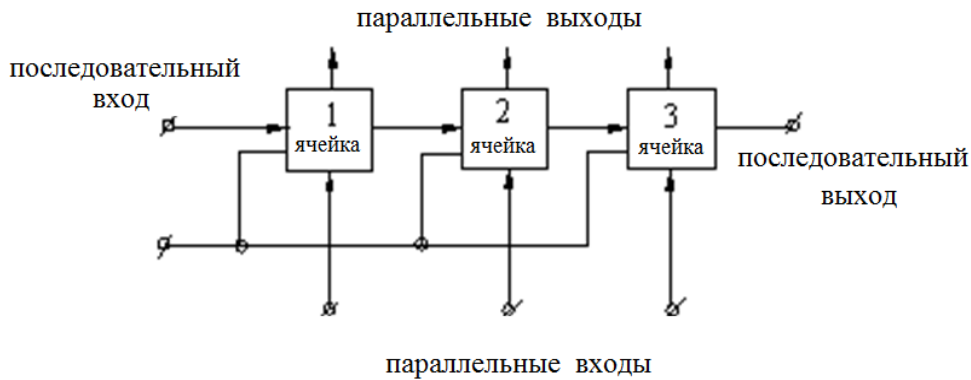 параллельные выходы
последовательный
вход
1
ячейка
2
ячейка
3
ячейка
последовательный
выход
параллельные входы